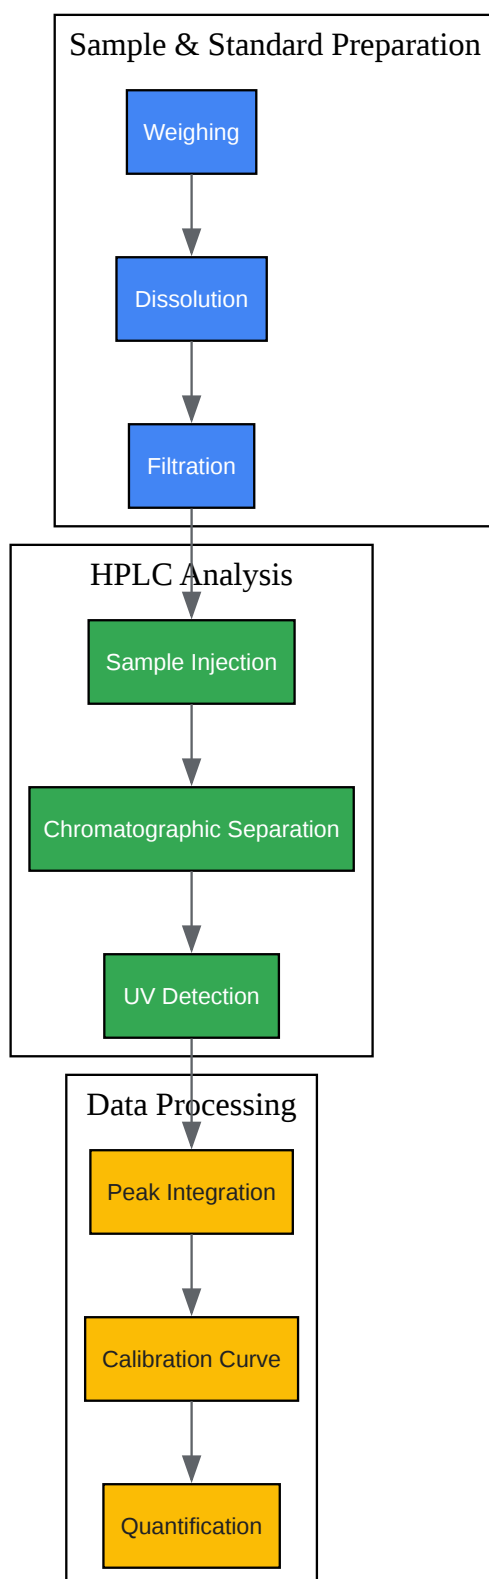 Sample & Standard Preparation
Weighing
Dissolution
Filtration
HPLC Analysis
Sample Injection
Chromatographic Separation
UV Detection
Data Processing
Peak Integration
Calibration Curve
Quantification